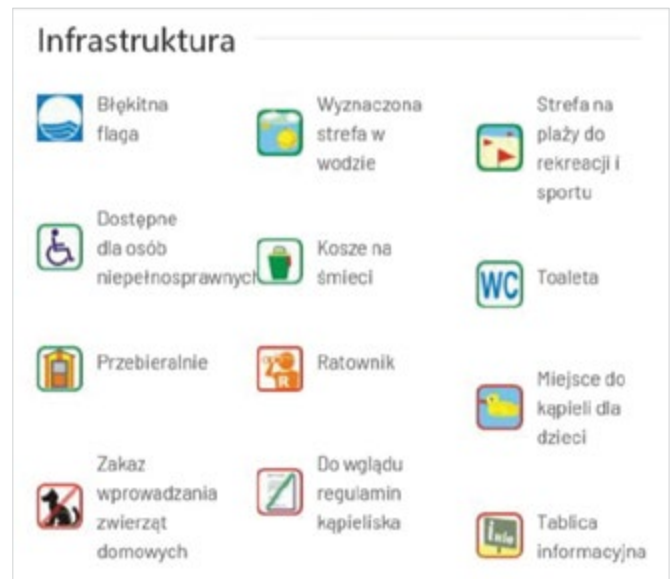 Infrastruktura
Błękitna
flaga
Wyznaczona
strefa w
wodzie
Strefa na
plaży do
rekreacji i
sportu
Dostępne
dla osób
niepełnosprawnych
Kosze na
śmieci
WC
Toaleta
Przebieralnie
R
Ratownik
Miejsce do
kąpieli dla
dzieci
Zakaz
wprowadzania
zwierząt
domowych
Do wglądu
regulamin
kąpieliska
Tablica
informacyjna